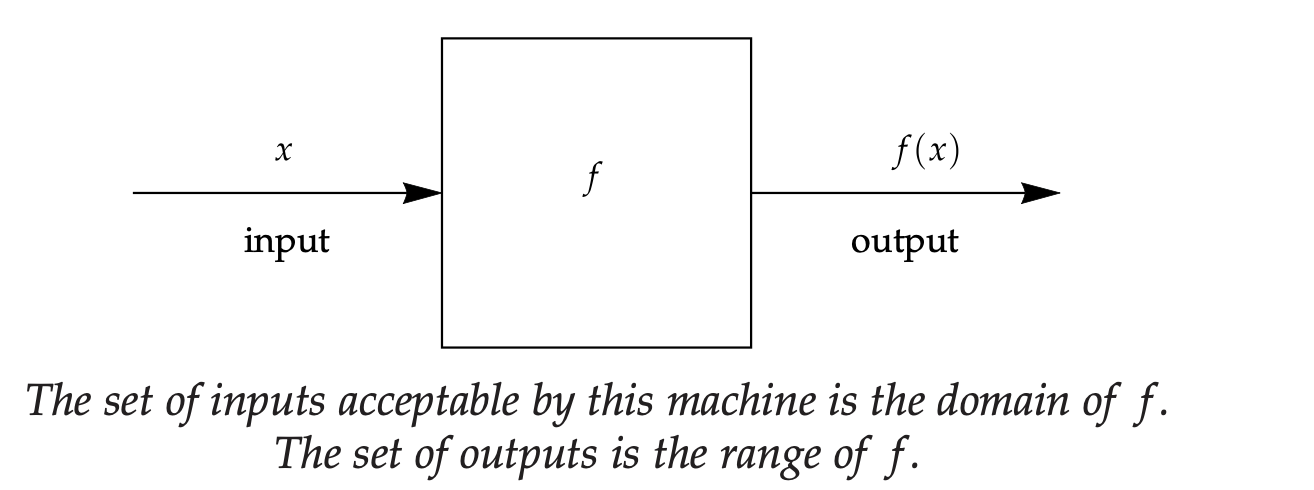 x
f(x)
f
input
output
The set of inputs acceptable by this machine is the domain of f.
The set of outputs is the range of f.